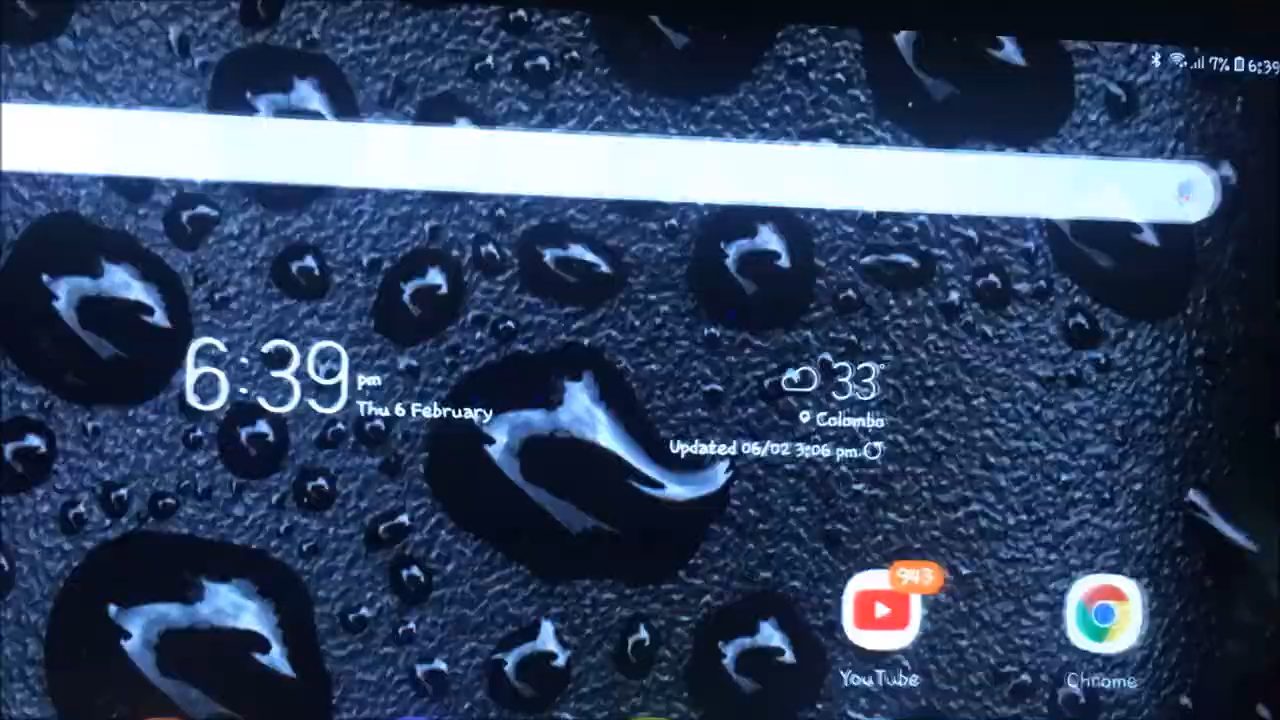 7% 6:39
6:39 pm
Thu 6 February
33°
Colombo
Updated 06/02 3:06 pm
943
YouTube
Chrome